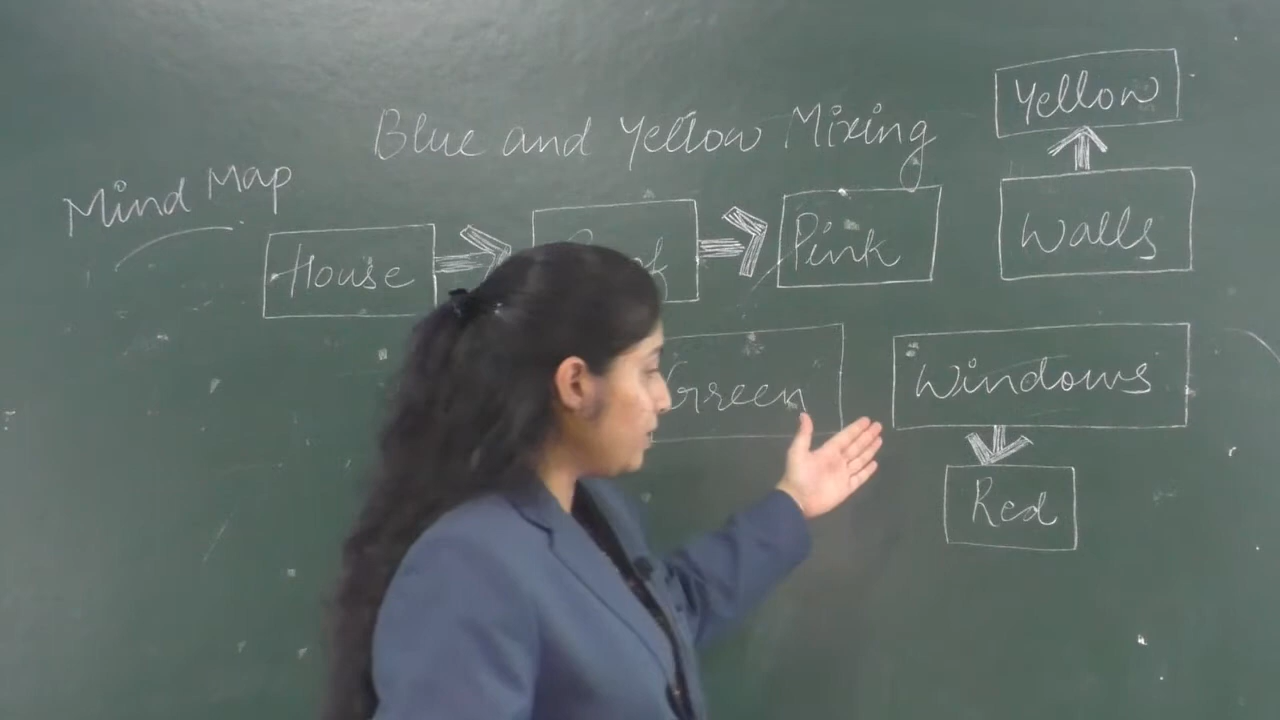 Yellow
Blue and Yellow Mixing
Mind Map
House
Pink
Walls
Green
Windows
Red